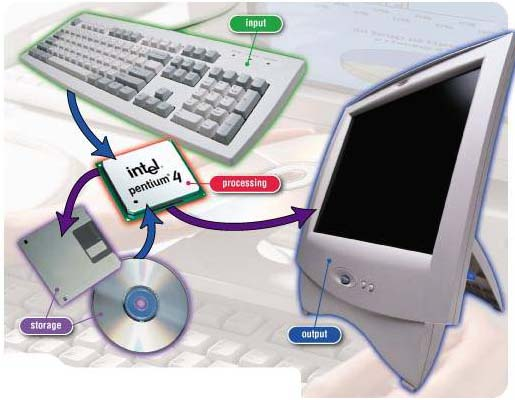 input
intel
pentium 4
processing
storage
output